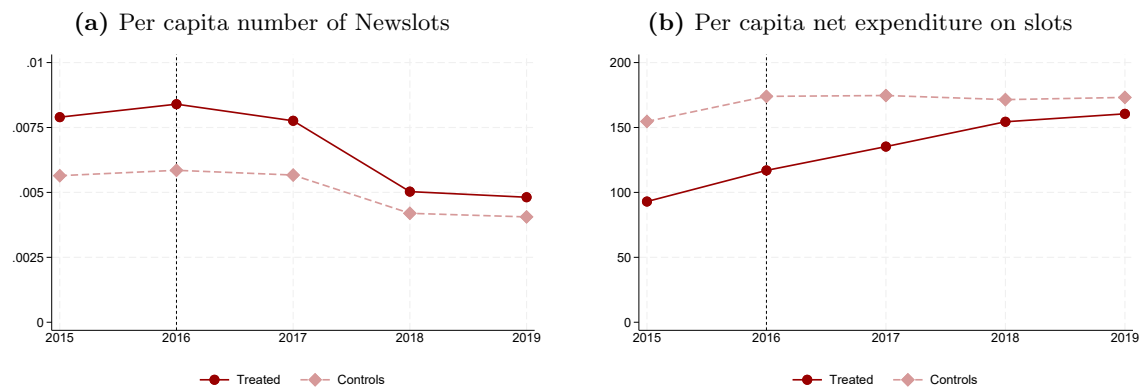 (a) Per capita number of Newslots
.01
.0075
.005
.0025
0
2015 2016 2017 2018 2019
Treated Controls
(b) Per capita net expenditure on slots
200
150
100
50
0
2015 2016 2017 2018 2019
Treated Controls